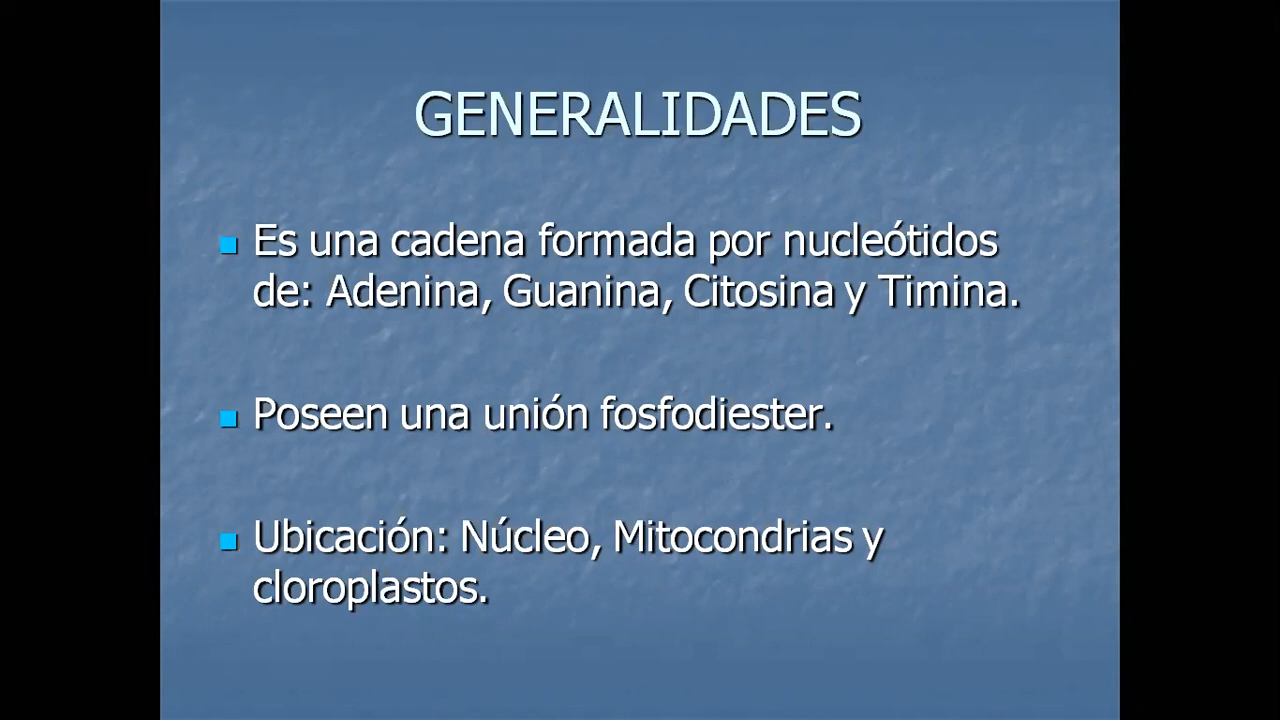 GENERALIDADES
Es una cadena formada por nucleótidos
de: Adenina, Guanina, Citosina y Timina.
Poseen una unión fosfodiester.
Ubicación: Núcleo, Mitocondrias y
cloroplastos.